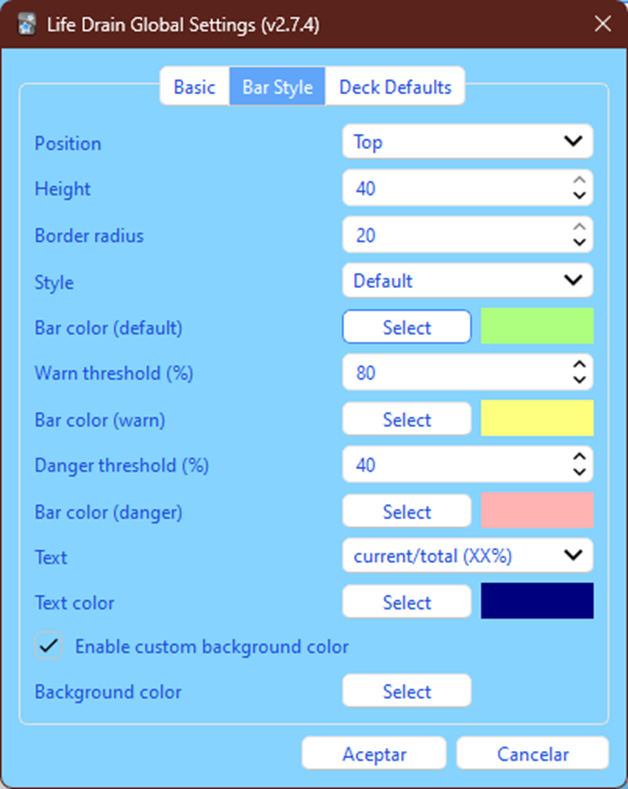 Life Drain Global Settings (v2.7.4)
Basic Bar Style Deck Defaults
Position Top
Height 40
Border radius 20
Style Default
Bar color (default) Select
Warn threshold (%) 80
Bar color (warn) Select
Danger threshold (%) 40
Bar color (danger) Select
Text current/total (XX%)
Text color Select
Enable custom background color
Background color Select
Aceptar Cancelar